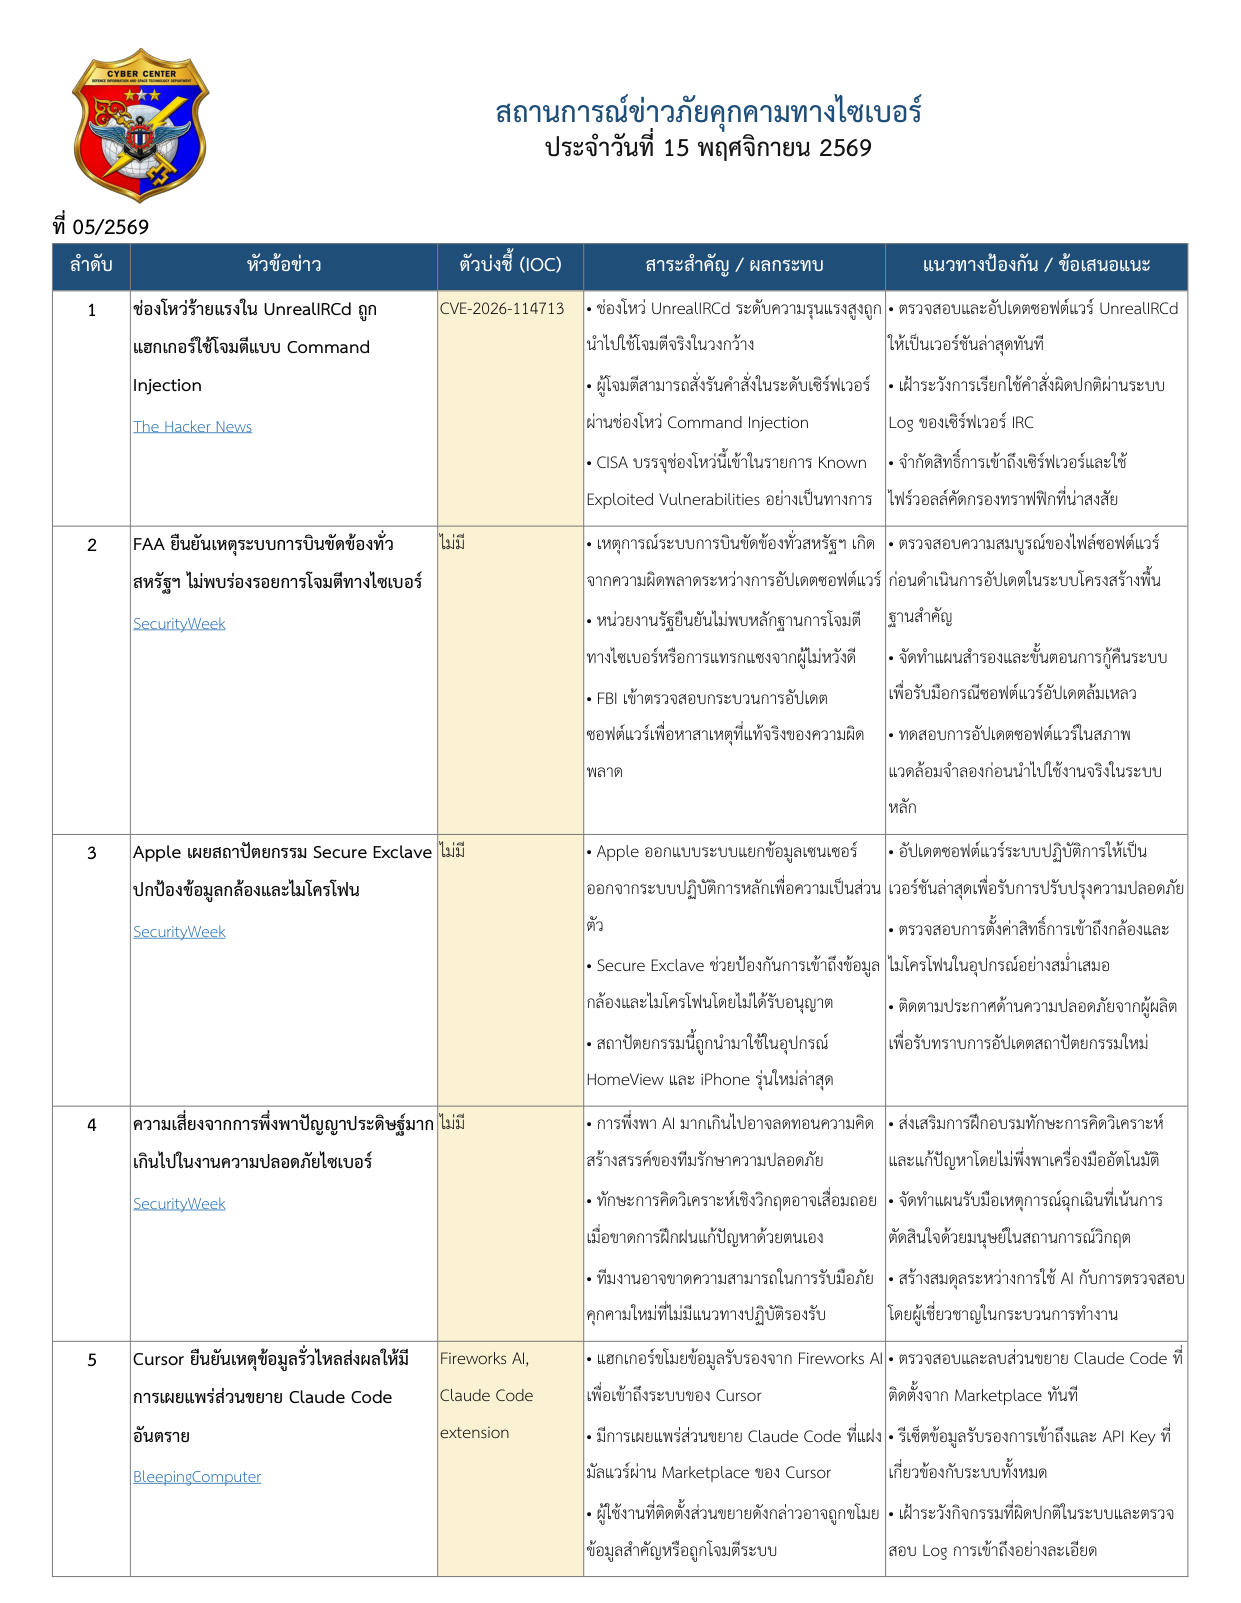 CYBER CENTER
DEFENCE INFORMATION AND SPACE TECHNOLOGY DEPARTMENT
สถานการณ์ข่าวภัยคุกคามทางไซเบอร์
ประจำวันที่ 15 พฤศจิกายน 2569
ที่ 05/2569
ลำดับ
หัวข้อข่าว
ตัวบ่งชี้ (IOC)
สาระสำคัญ / ผลกระทบ
แนวทางป้องกัน / ข้อเสนอแนะ
1
ช่องโหว่ร้ายแรงใน UnrealIRCd ถูก
แฮกเกอร์ใช้โจมตีแบบ Command
Injection
The Hacker News
CVE-2026-114713
• ช่องโหว่ UnrealIRCd ระดับความรุนแรงสูงถูก
นำไปใช้โจมตีจริงในวงกว้าง
• ผู้โจมตีสามารถสั่งรันคำสั่งในระดับเซิร์ฟเวอร์
ผ่านช่องโหว่ Command Injection
• CISA บรรจุช่องโหว่นี้เข้าในรายการ Known
Exploited Vulnerabilities อย่างเป็นทางการ
• ตรวจสอบและอัปเดตซอฟต์แวร์ UnrealIRCd
ให้เป็นเวอร์ชันล่าสุดทันที
• เฝ้าระวังการเรียกใช้คำสั่งผิดปกติผ่านระบบ
Log ของเซิร์ฟเวอร์ IRC
• จำกัดสิทธิ์การเข้าถึงเซิร์ฟเวอร์และใช้
ไฟร์วอลล์คัดกรองทราฟฟิกที่น่าสงสัย
2
FAA ยืนยันเหตุระบบการบินขัดข้องทั่ว
สหรัฐฯ ไม่พบร่องรอยการโจมตีทางไซเบอร์
SecurityWeek
ไม่มี
• เหตุการณ์ระบบการบินขัดข้องทั่วสหรัฐฯ เกิด
จากความผิดพลาดระหว่างการอัปเดตซอฟต์แวร์
• หน่วยงานรัฐยืนยันไม่พบหลักฐานการโจมตี
ทางไซเบอร์หรือการแทรกแซงจากผู้ไม่หวังดี
• FBI เข้าตรวจสอบกระบวนการอัปเดต
ซอฟต์แวร์เพื่อหาสาเหตุที่แท้จริงของความผิด
พลาด
• ตรวจสอบความสมบูรณ์ของไฟล์ซอฟต์แวร์
ก่อนดำเนินการอัปเดตในระบบโครงสร้างพื้น
ฐานสำคัญ
• จัดทำแผนสำรองและขั้นตอนการกู้คืนระบบ
เพื่อรับมือกรณีซอฟต์แวร์อัปเดตล้มเหลว
• ทดสอบการอัปเดตซอฟต์แวร์ในสภาพ
แวดล้อมจำลองก่อนนำไปใช้งานจริงในระบบ
หลัก
3
Apple เผยสถาปัตยกรรม Secure Exclave
ปกป้องข้อมูลกล้องและไมโครโฟน
SecurityWeek
ไม่มี
• Apple ออกแบบระบบแยกข้อมูลเซนเซอร์
ออกจากระบบปฏิบัติการหลักเพื่อความเป็นส่วน
ตัว
• Secure Exclave ช่วยป้องกันการเข้าถึงข้อมูล
กล้องและไมโครโฟนโดยไม่ได้รับอนุญาต
• สถาปัตยกรรมนี้ถูกนำมาใช้ในอุปกรณ์
HomeView และ iPhone รุ่นใหม่ล่าสุด
• อัปเดตซอฟต์แวร์ระบบปฏิบัติการให้เป็น
เวอร์ชันล่าสุดเพื่อรับการปรับปรุงความปลอดภัย
• ตรวจสอบการตั้งค่าสิทธิ์การเข้าถึงกล้องและ
ไมโครโฟนในอุปกรณ์อย่างสม่ำเสมอ
• ติดตามประกาศด้านความปลอดภัยจากผู้ผลิต
เพื่อรับทราบการอัปเดตสถาปัตยกรรมใหม่
4
ความเสี่ยงจากการพึ่งพาปัญญาประดิษฐ์มาก
เกินไปในงานความปลอดภัยไซเบอร์
SecurityWeek
ไม่มี
• การพึ่งพา AI มากเกินไปอาจลดทอนความคิด
สร้างสรรค์ของทีมรักษาความปลอดภัย
• ทักษะการคิดวิเคราะห์เชิงวิกฤตอาจเสื่อมถอย
เมื่อขาดการฝึกฝนแก้ปัญหาด้วยตนเอง
• ทีมงานอาจขาดความสามารถในการรับมือภัย
คุกคามใหม่ที่ไม่มีแนวทางปฏิบัติรองรับ
• ส่งเสริมการฝึกอบรมทักษะการคิดวิเคราะห์
และแก้ปัญหาโดยไม่พึ่งพาเครื่องมืออัตโนมัติ
• จัดทำแผนรับมือเหตุการณ์ฉุกเฉินที่เน้นการ
ตัดสินใจด้วยมนุษย์ในสถานการณ์วิกฤต
• สร้างสมดุลระหว่างการใช้ AI กับการตรวจสอบ
โดยผู้เชี่ยวชาญในกระบวนการทำงาน
5
Cursor ยืนยันเหตุข้อมูลรั่วไหลส่งผลให้มี
การเผยแพร่ส่วนขยาย Claude Code
อันตราย
BleepingComputer
Fireworks AI,
Claude Code
extension
• แฮกเกอร์ขโมยข้อมูลรับรองจาก Fireworks AI
เพื่อเข้าถึงระบบของ Cursor
• มีการเผยแพร่ส่วนขยาย Claude Code ที่แฝง
มัลแวร์ผ่าน Marketplace ของ Cursor
• ผู้ใช้งานที่ติดตั้งส่วนขยายดังกล่าวอาจถูกขโมย
ข้อมูลสำคัญหรือถูกโจมตีระบบ
• ตรวจสอบและลบส่วนขยาย Claude Code ที่
ติดตั้งจาก Marketplace ทันที
• รีเซ็ตข้อมูลรับรองการเข้าถึงและ API Key ที่
เกี่ยวข้องกับระบบทั้งหมด
• เฝ้าระวังกิจกรรมที่ผิดปกติในระบบและตรวจ
สอบ Log การเข้าถึงอย่างละเอียด